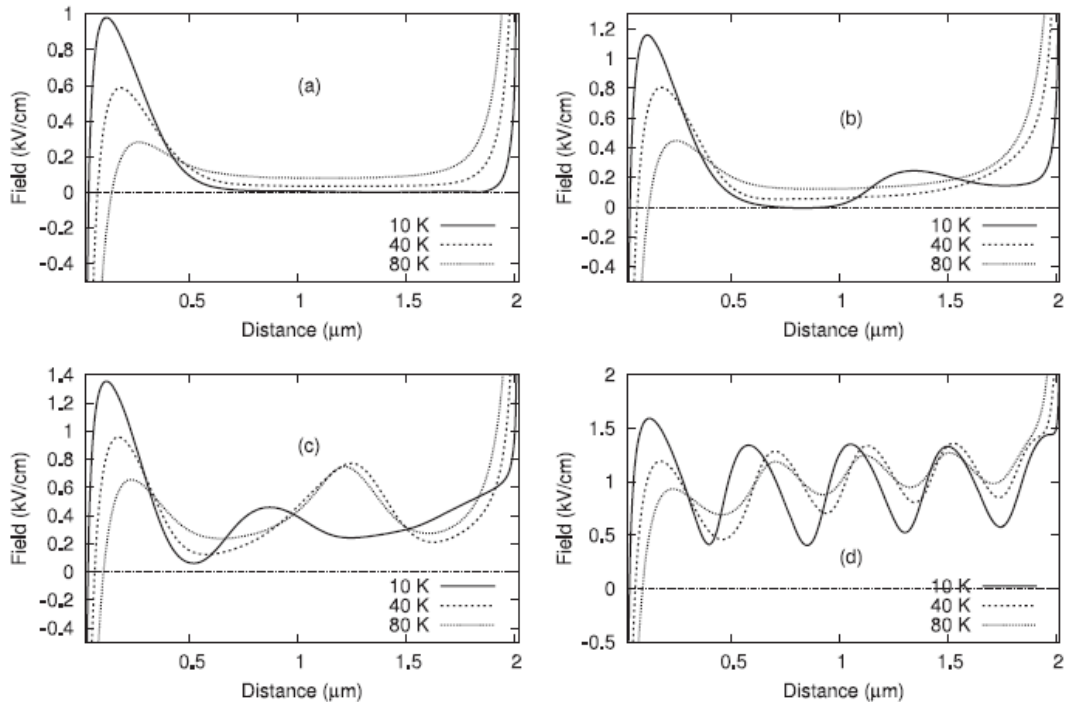 (a)
Field (kV/cm)
1
0.8
0.6
0.4
0.2
0
-0.2
-0.4
10 K
40 K
80 K
0.5 1 1.5 2
Distance (μm)
(b)
Field (kV/cm)
1.2
1
0.8
0.6
0.4
0.2
0
-0.2
-0.4
10 K
40 K
80 K
0.5 1 1.5 2
Distance (μm)
(c)
Field (kV/cm)
1.4
1.2
1
0.8
0.6
0.4
0.2
0
-0.2
-0.4
10 K
40 K
80 K
0.5 1 1.5 2
Distance (μm)
(d)
Field (kV/cm)
2
1.5
1
0.5
0
-0.5
10 K
40 K
80 K
0.5 1 1.5 2
Distance (μm)